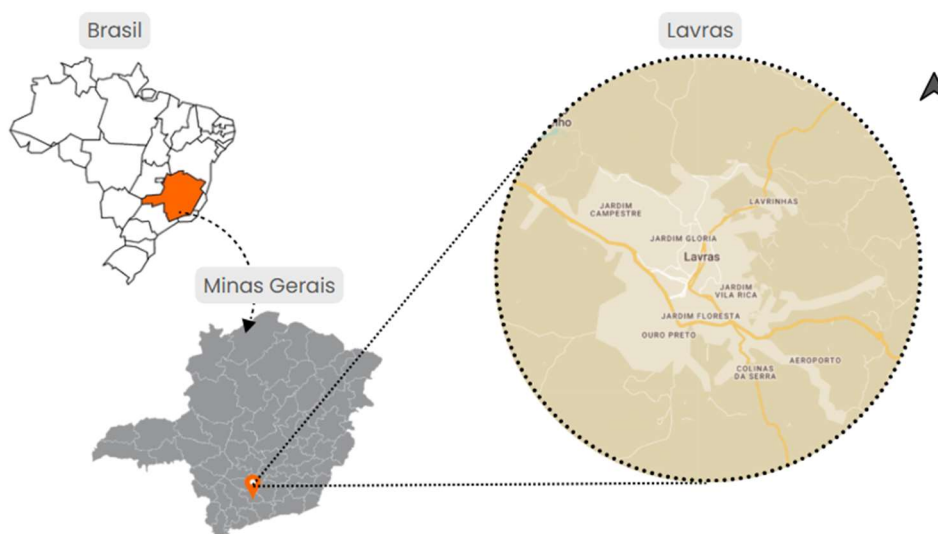 Brasil
Lavras
Minas Gerais
nho
LAVRINHAS
JARDIM
CAMPESTRE
JARDIM GLORIA
Lavras
JARDIM
VILA RICA
JARDIM FLORESTA
OURO PRETO
AEROPORTO
COLINAS
DA SERRA